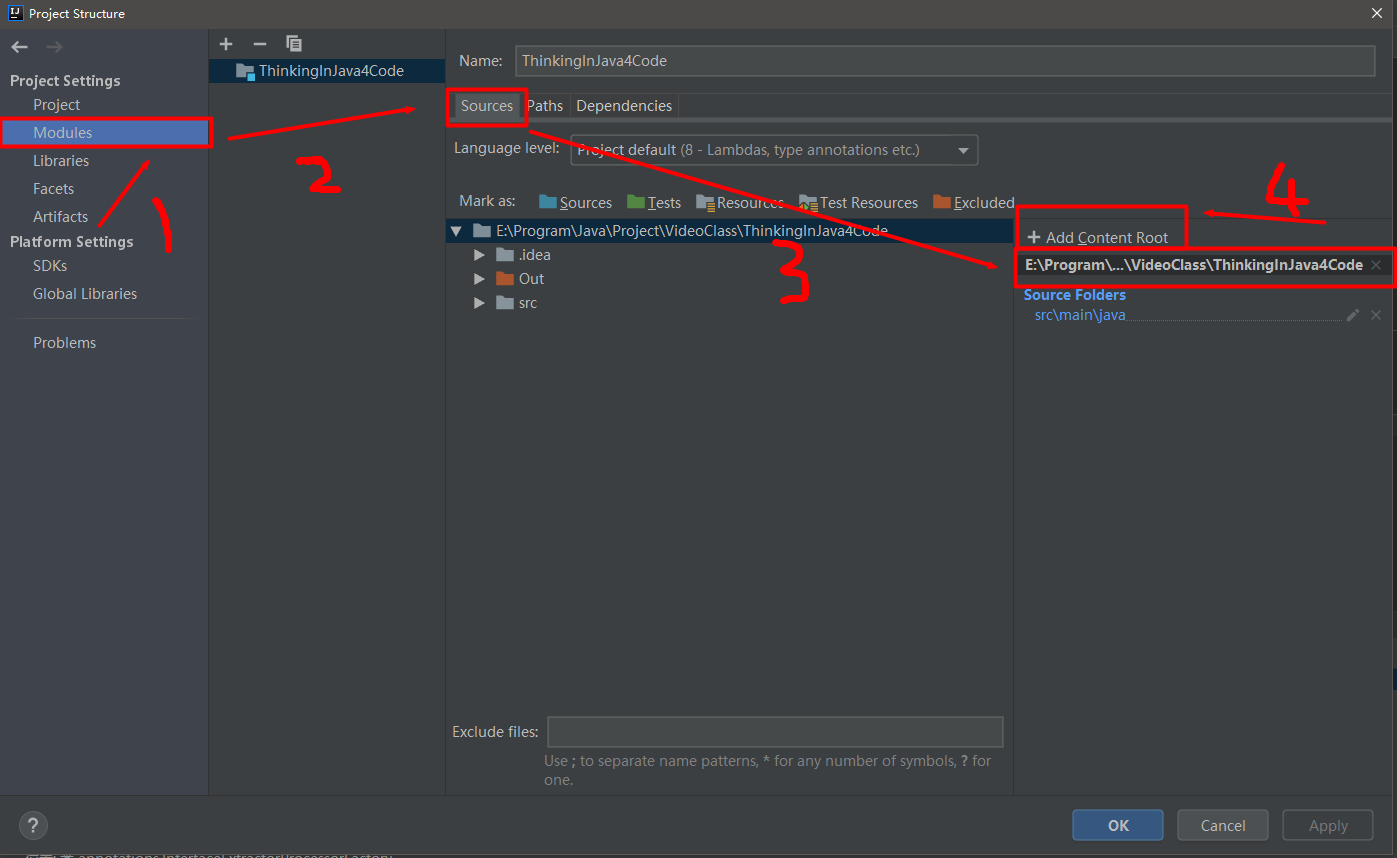 Project Structure
Project Settings
Project
Modules
Libraries
Facets
Artifacts
Platform Settings
SDKs
Global Libraries
Problems
ThinkingInJava4Code
Name: ThinkingInJava4Code
Sources Paths Dependencies
Language level: Project default (8 - Lambdas, type annotations etc.)
Mark as: Sources Tests Resources Test Resources Excluded
E:\Program\Java\Project\VideoClass\ThinkingInJava4Code
.idea
Out
src
+ Add Content Root
E:\Program\...\VideoClass\ThinkingInJava4Code
Source Folders
src\main\java
1
2
3
4
Exclude files:
Use ; to separate name patterns, * for any number of symbols, ? for
one.
? OK Cancel Apply